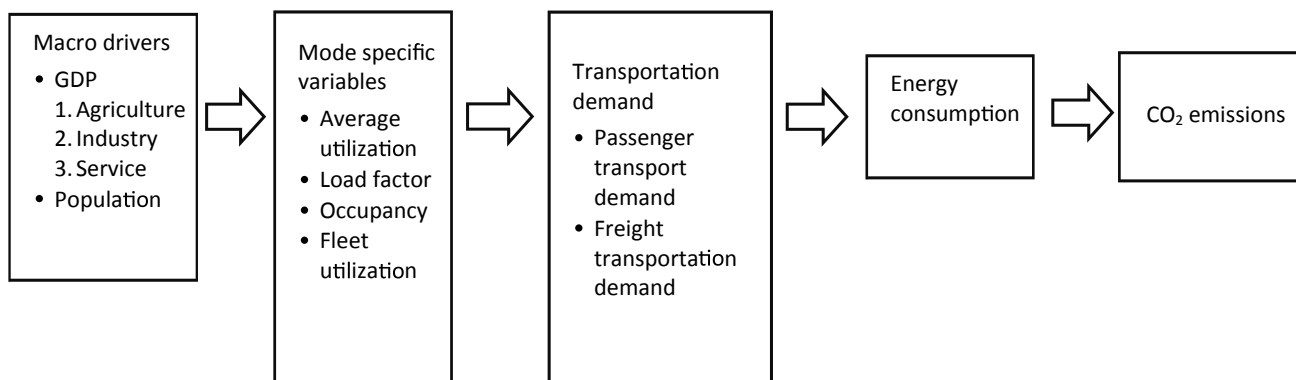 Macro drivers
• GDP
1. Agriculture
2. Industry
3. Service
• Population
Mode specific
variables
• Average
utilization
• Load factor
• Occupancy
• Fleet
utilization
Transportation
demand
• Passenger
transport
demand
• Freight
transportation
demand
Energy
consumption
CO₂ emissions